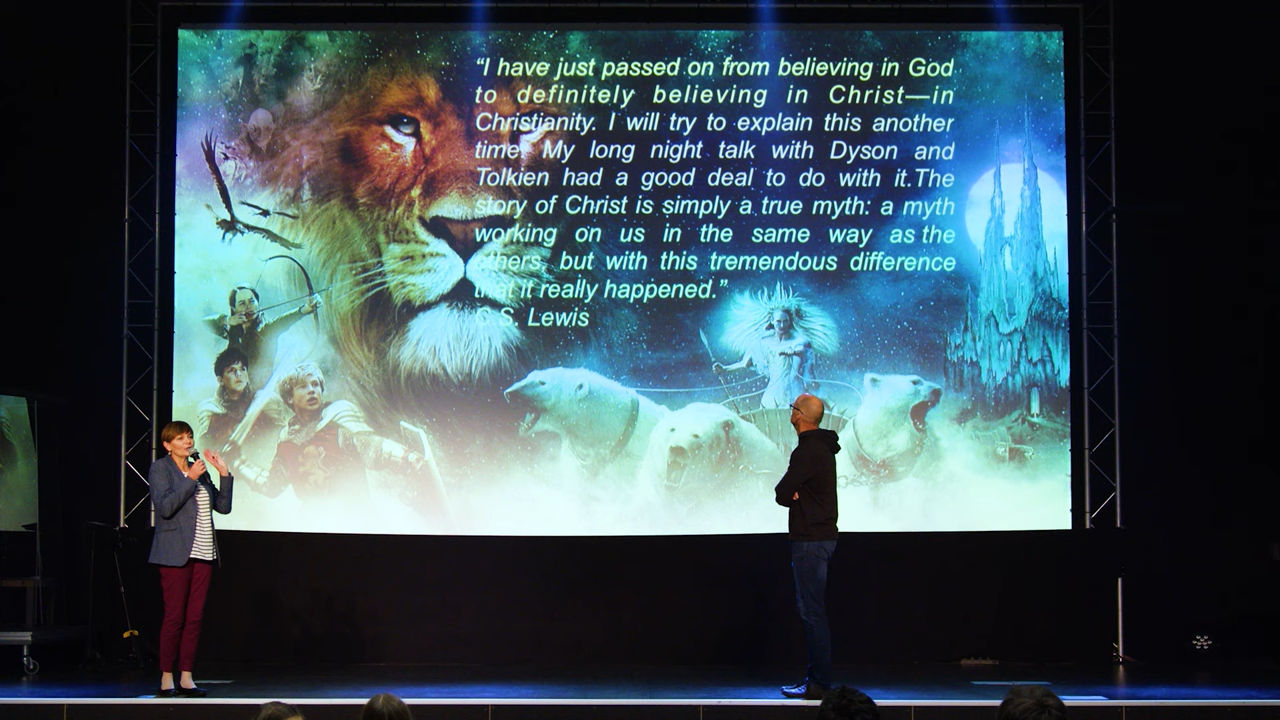 “I have just passed on from believing in God
to definitely believing in Christ—in
Christianity. I will try to explain this another
time. My long night talk with Dyson and
Tolkien had a good deal to do with it.The
story of Christ is simply a true myth: a myth
working on us in the same way as the
others, but with this tremendous difference
that it really happened.”
C.S. Lewis